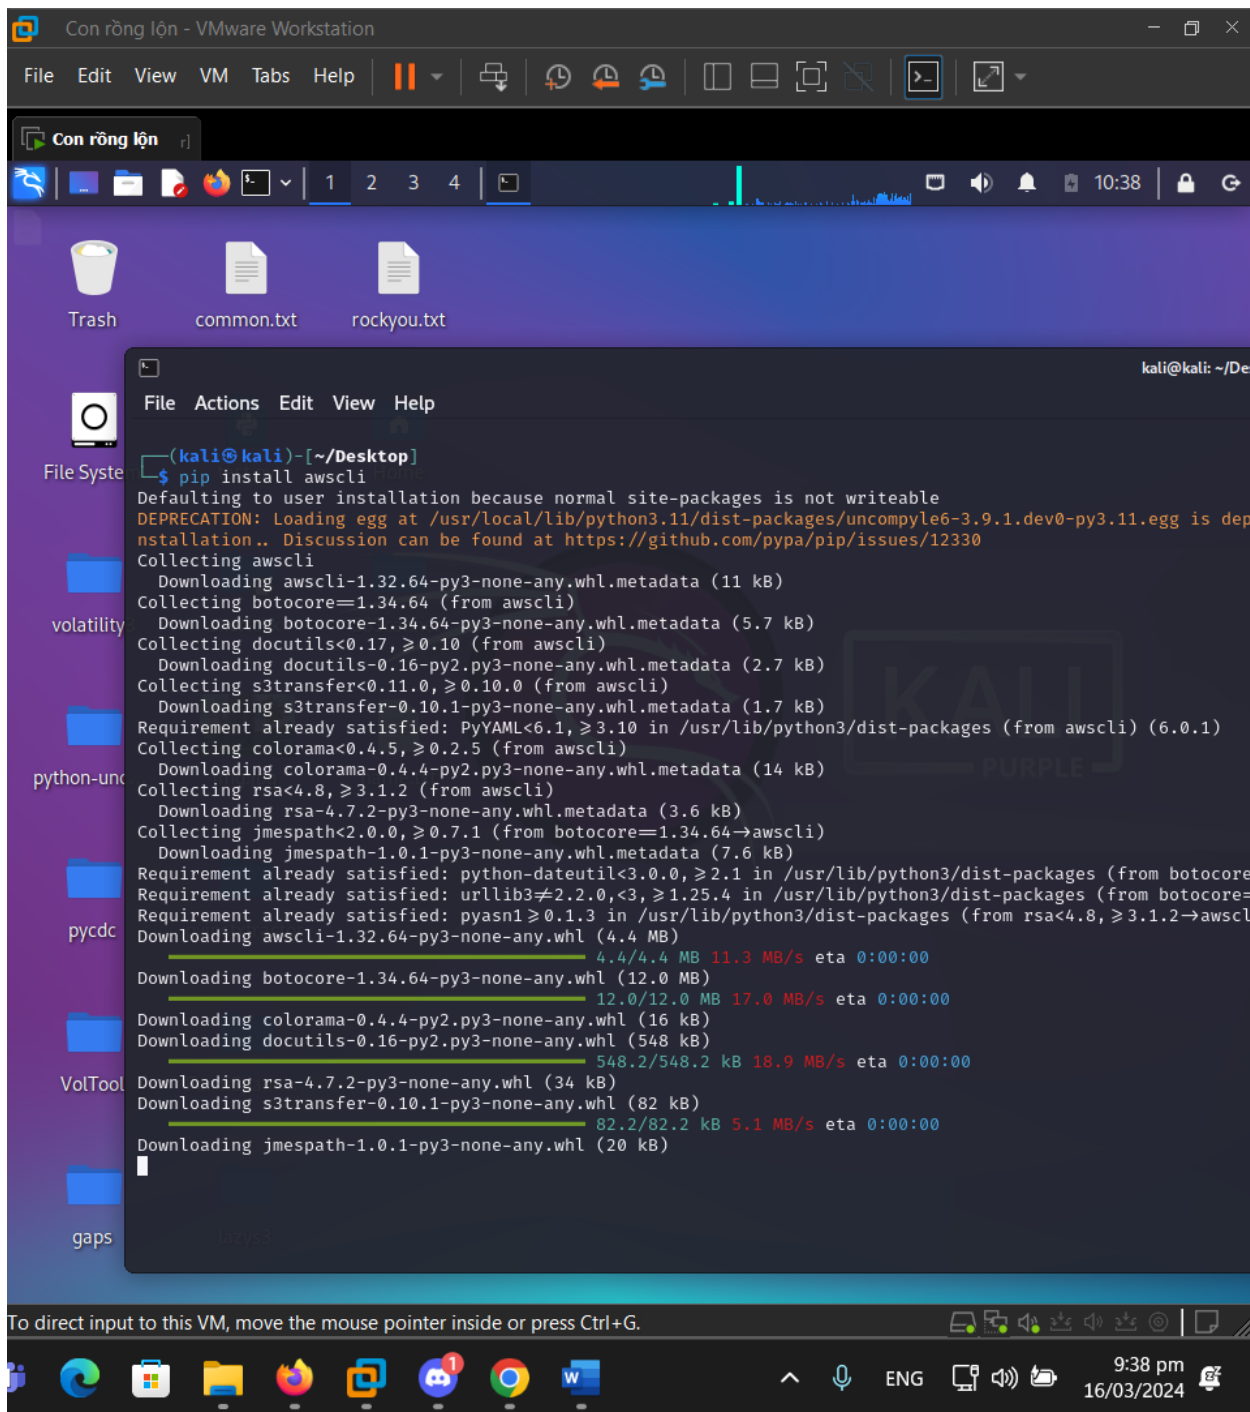 Con rồng lộn - VMware Workstation
File Edit View VM Tabs Help
Con rồng lộn
1 2 3 4
10:38
Trash
common.txt
rockyou.txt
kali@kali: ~/Des
File Actions Edit View Help
File Syste
volatility3
python-unc
pycdc
VolTool
gaps
lazys3
┌──(kali㉿kali)-[~/Desktop]
└─$ pip install awscli
Defaulting to user installation because normal site-packages is not writeable
DEPRECATION: Loading egg at /usr/local/lib/python3.11/dist-packages/uncompyle6-3.9.1.dev0-py3.11.egg is dep
nstallation.. Discussion can be found at https://github.com/pypa/pip/issues/12330
Collecting awscli
Downloading awscli-1.32.64-py3-none-any.whl.metadata (11 kB)
Collecting botocore==1.34.64 (from awscli)
Downloading botocore-1.34.64-py3-none-any.whl.metadata (5.7 kB)
Collecting docutils<0.17,≥0.10 (from awscli)
Downloading docutils-0.16-py2.py3-none-any.whl.metadata (2.7 kB)
Collecting s3transfer<0.11.0,≥0.10.0 (from awscli)
Downloading s3transfer-0.10.1-py3-none-any.whl.metadata (1.7 kB)
Requirement already satisfied: PyYAML<6.1,≥3.10 in /usr/lib/python3/dist-packages (from awscli) (6.0.1)
Collecting colorama<0.4.5,≥0.2.5 (from awscli)
Downloading colorama-0.4.4-py2.py3-none-any.whl.metadata (14 kB)
Collecting rsa<4.8,≥3.1.2 (from awscli)
Downloading rsa-4.7.2-py3-none-any.whl.metadata (3.6 kB)
Collecting jmespath<2.0.0,≥0.7.1 (from botocore==1.34.64→awscli)
Downloading jmespath-1.0.1-py3-none-any.whl.metadata (7.6 kB)
Requirement already satisfied: python-dateutil<3.0.0,≥2.1 in /usr/lib/python3/dist-packages (from botocore
Requirement already satisfied: urllib3≠2.2.0,<3,≥1.25.4 in /usr/lib/python3/dist-packages (from botocore=
Requirement already satisfied: pyasn1≥0.1.3 in /usr/lib/python3/dist-packages (from rsa<4.8,≥3.1.2→awscl
Downloading awscli-1.32.64-py3-none-any.whl (4.4 MB)
4.4/4.4 MB 11.3 MB/s eta 0:00:00
Downloading botocore-1.34.64-py3-none-any.whl (12.0 MB)
12.0/12.0 MB 17.0 MB/s eta 0:00:00
Downloading colorama-0.4.4-py2.py3-none-any.whl (16 kB)
Downloading docutils-0.16-py2.py3-none-any.whl (548 kB)
548.2/548.2 kB 18.9 MB/s eta 0:00:00
Downloading rsa-4.7.2-py3-none-any.whl (34 kB)
Downloading s3transfer-0.10.1-py3-none-any.whl (82 kB)
82.2/82.2 kB 5.1 MB/s eta 0:00:00
Downloading jmespath-1.0.1-py3-none-any.whl (20 kB)
KALI
PURPLE
To direct input to this VM, move the mouse pointer inside or press Ctrl+G.
1
ENG
9:38 pm
16/03/2024